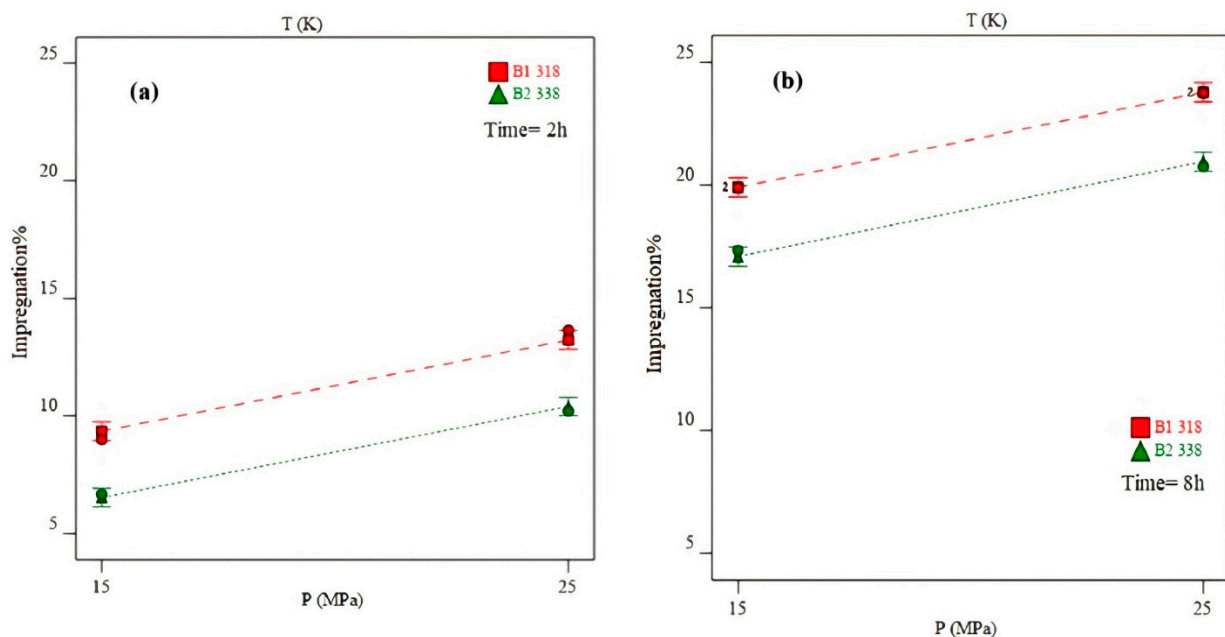 T (K)
25
(a)
B1 318
B2 338
Time= 2h
20
15
10
5
Impregnation%
15
25
P (MPa)
T (K)
25
(b)
2
2
20
15
10
5
Impregnation%
B1 318
B2 338
Time= 8h
15
25
P (MPa)